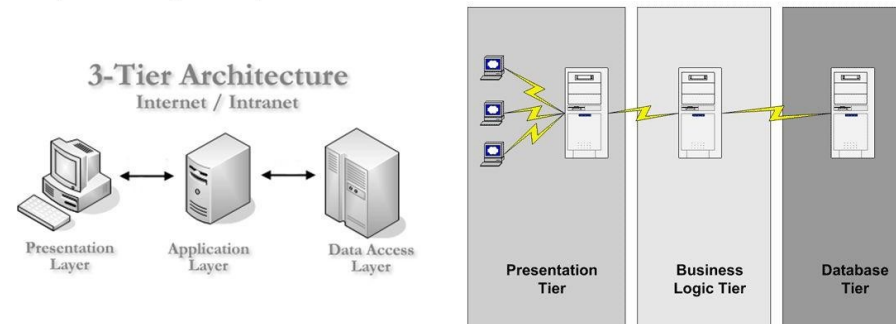 3-Tier Architecture
Internet / Intranet
Presentation
Layer
Application
Layer
Data Access
Layer
Presentation
Tier
Business
Logic Tier
Database
Tier